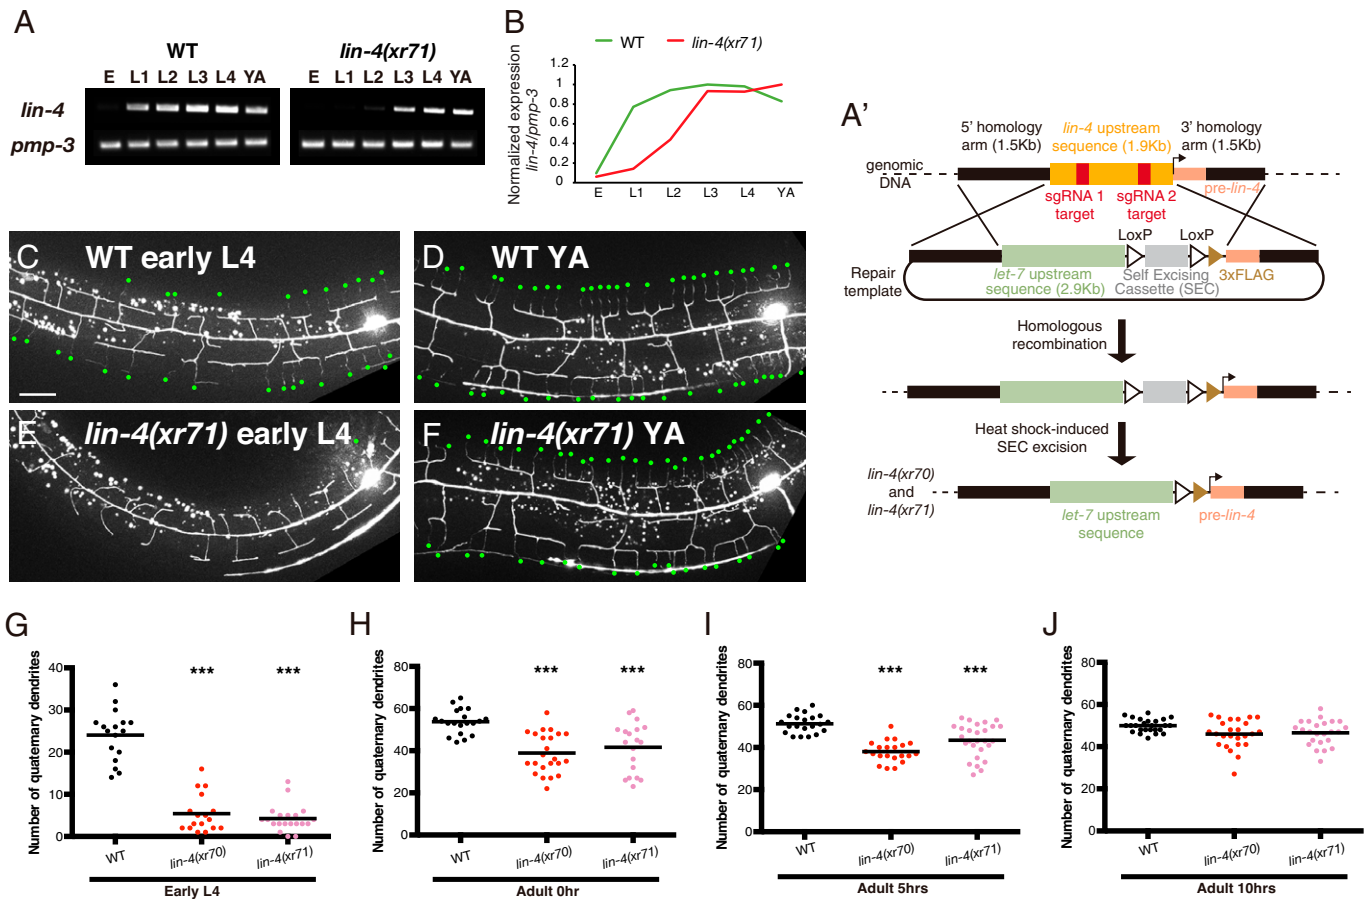 A
WT
lin-4(xr71)
E L1 L2 L3 L4 YA
E L1 L2 L3 L4 YA
lin-4
pmp-3
B
WT
lin-4(xr71)
Normalized expression
lin-4/pmp-3
1.2
1
0.8
0.6
0.4
0.2
0
E L1 L2 L3 L4 YA
A'
5' homology
arm (1.5Kb)
lin-4 upstream
sequence (1.9Kb)
3' homology
arm (1.5Kb)
genomic
DNA
pre-lin-4
sgRNA 1
target
sgRNA 2
target
LoxP
LoxP
Repair
template
let-7 upstream
sequence (2.9Kb)
Self Excising
Cassette (SEC)
3xFLAG
Homologous
recombination
Heat shock-induced
SEC excision
lin-4(xr70)
and
lin-4(xr71)
let-7 upstream
sequence
pre-lin-4
C
WT early L4
D
WT YA
E
lin-4(xr71) early L4
F
lin-4(xr71) YA
G
Number of quaternary dendrites
40
30
20
10
0
***
***
WT
lin-4(xr70)
lin-4(xr71)
Early L4
H
Number of quaternary dendrites
80
60
40
20
0
***
***
WT
lin-4(xr70)
lin-4(xr71)
Adult 0hr
I
Number of quaternary dendrites
80
60
40
20
0
***
***
WT
lin-4(xr70)
lin-4(xr71)
Adult 5hrs
J
Number of quaternary dendrites
80
60
40
20
0
WT
lin-4(xr70)
lin-4(xr71)
Adult 10hrs